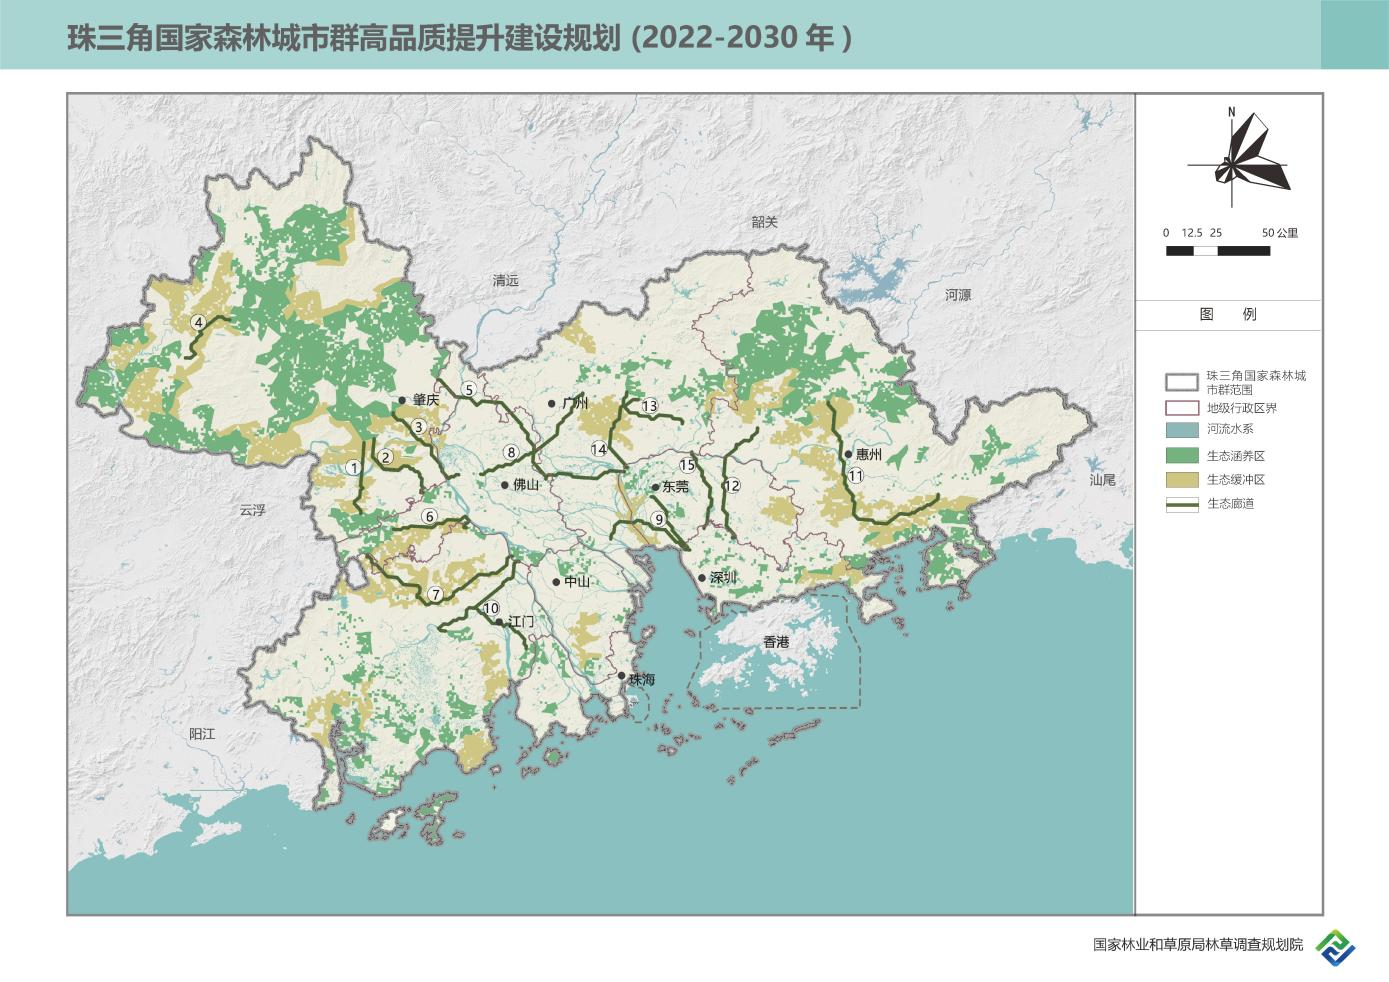 珠三角国家森林城市群高品质提升建设规划 (2022-2030 年 )
N
0 12.5 25 50 公里
图 例
珠三角国家森林城
市群范围
地级行政区界
河流水系
生态涵养区
生态缓冲区
生态廊道
韶关
清远
河源
4
肇庆
5
广州
13
3
14
8
惠州
1
2
15
11
汕尾
佛山
东莞
12
云浮
6
9
深圳
中山
7
10
江门
香港
珠海
阳江
国家林业和草原局林草调查规划院